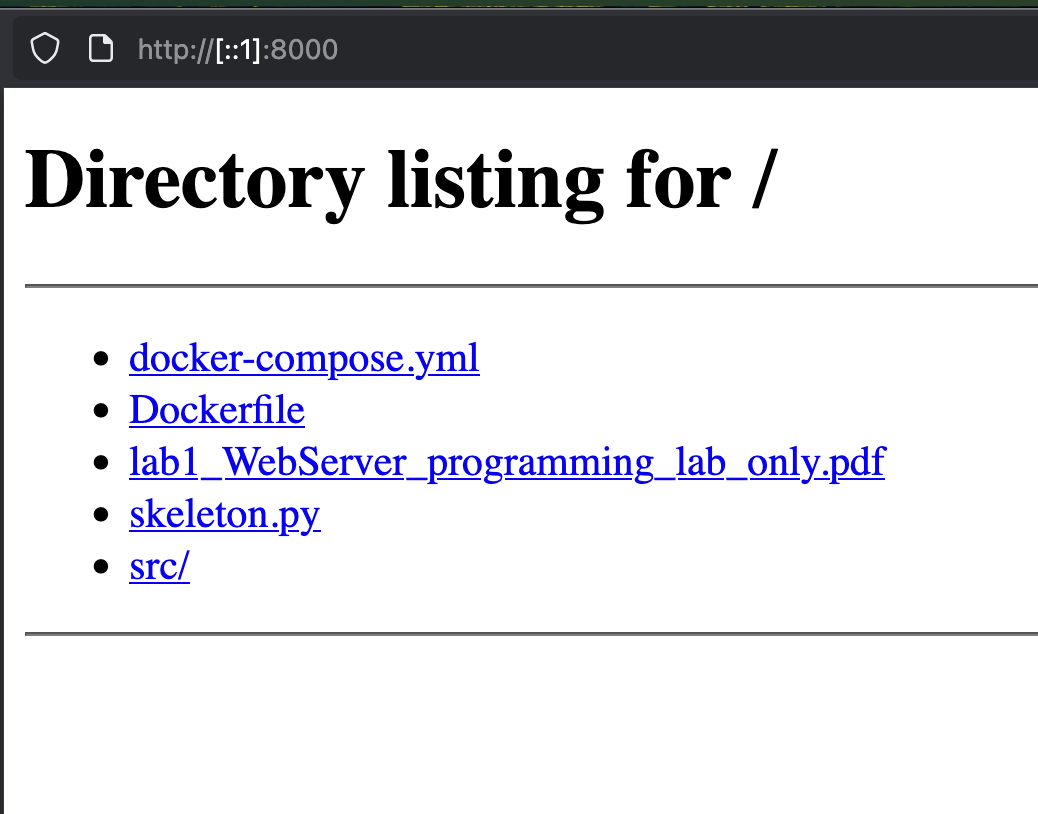 http://[::1]:8000
Directory listing for /
docker-compose.yml
Dockerfile
lab1_WebServer_programming_lab_only.pdf
skeleton.py
src/